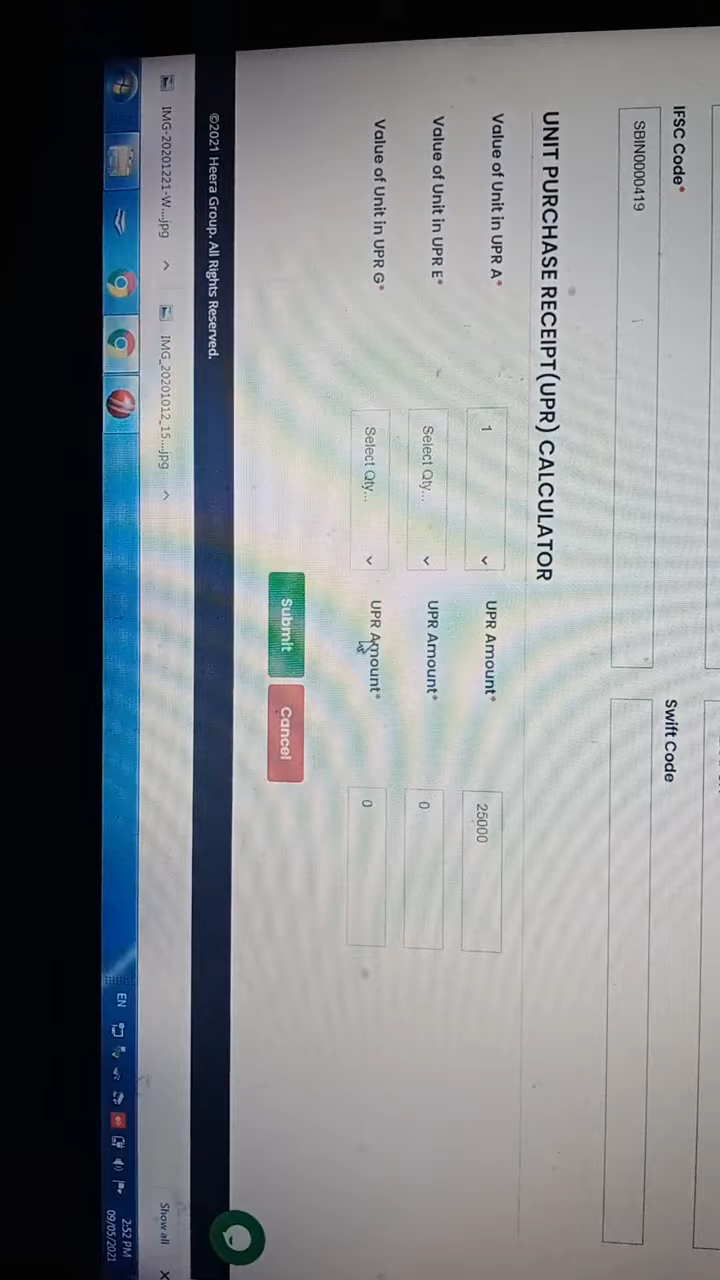 IFSC Code*
SBIN0000419
Swift Code
UNIT PURCHASE RECEIPT(UPR) CALCULATOR
Value of Unit in UPR A*
1
UPR Amount*
25000
Value of Unit in UPR E*
Select Qty...
UPR Amount*
0
Value of Unit in UPR G*
Select Qty...
UPR Amount*
0
Submit
Cancel
©2021 Heera Group. All Rights Reserved.
IMG-20201221-W....jpg
IMG_20201012_15....jpg
Show all
EN
2:52 PM
09/05/2021